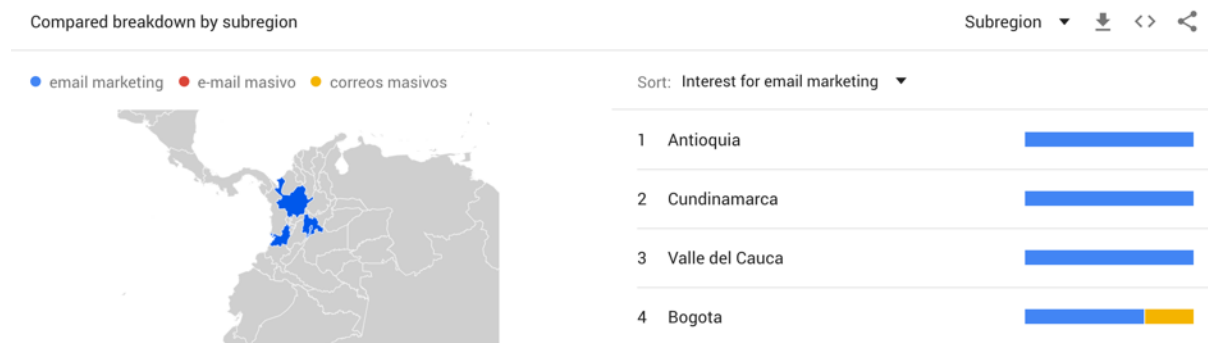 Compared breakdown by subregion
Subregion
email marketing e-mail masivo correos masivos
Sort: Interest for email marketing
1 Antioquia
2 Cundinamarca
3 Valle del Cauca
4 Bogota